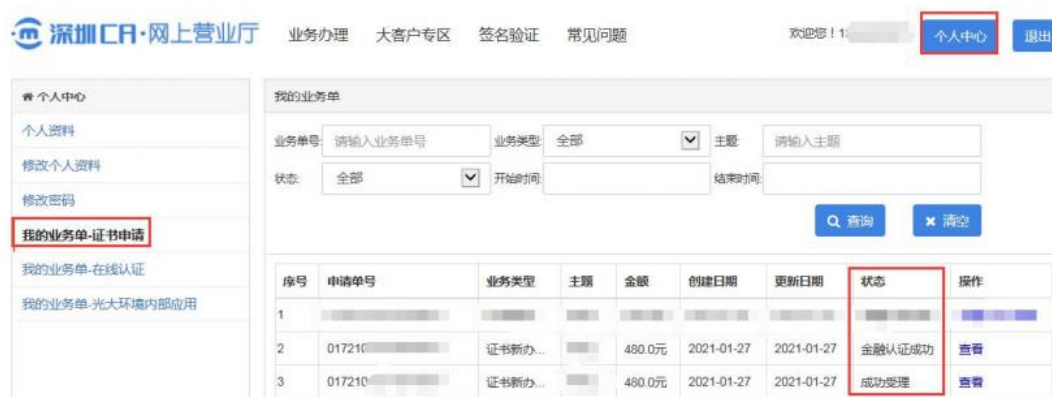 深圳CA·网上营业厅 业务办理 大客户专区 签名验证 常见问题 欢迎您！1 个人中心 退出
个人中心
个人资料
修改个人资料
修改密码
我的业务单-证书申请
我的业务单-在线认证
我的业务单-光大环境内部应用
我的业务单
业务单号: 请输入业务单号 业务类型: 全部 主题: 请输入主题
状态: 全部 开始时间: 结束时间:
查询 清空
序号 申请单号 业务类型 主题 金额 创建日期 更新日期 状态 操作
1
2 017210 证书新办... 480.0元 2021-01-27 2021-01-27 金融认证成功 查看
3 017210 证书新办... 480.0元 2021-01-27 2021-01-27 成功受理 查看